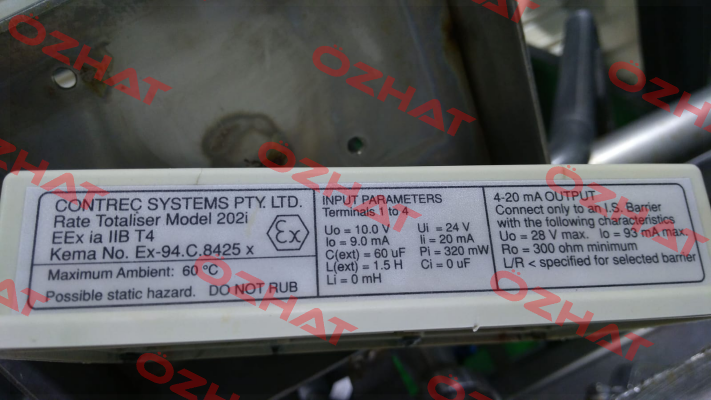 CONTREC SYSTEMS PTY. LTD.
Rate Totaliser Model 202i
EEx ia IIB T4
Kema No. Ex-94.C.8425 x
Ex
Maximum Ambient: 60 °C
Possible static hazard. DO NOT RUB
INPUT PARAMETERS
Terminals 1 to 4
Uo = 10.0 V Ui = 24 V
Io = 9.0 mA Ii = 20 mA
C(ext) = 60 uF Pi = 320 mW
L(ext) = 1.5 H Ci = 0 uF
Li = 0 mH
4-20 mA OUTPUT
Connect only to an I.S. Barrier
with the following characteristics
Uo = 28 V max. Io = 93 mA max.
Ro = 300 ohm minimum
L/R < specified for selected barrier
OZHAT
OZHAT
OZHAT
OZHAT
OZHAT
OZHAT
OZHAT
OZHAT
OZHAT
OZHAT
OZHAT